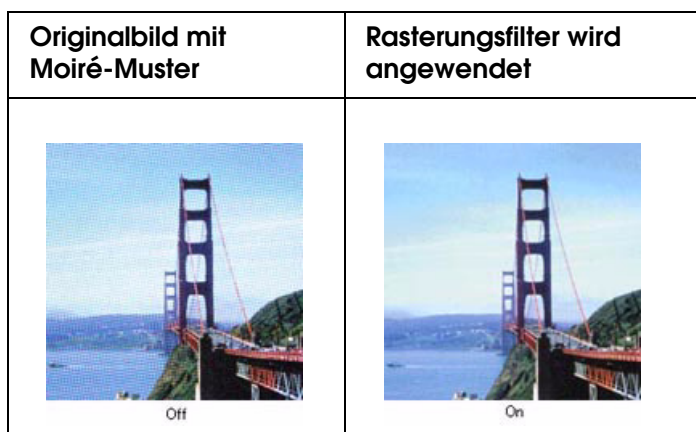 Originalbild mit
Moiré-Muster
Rasterungsfilter wird
angewendet
Off
On